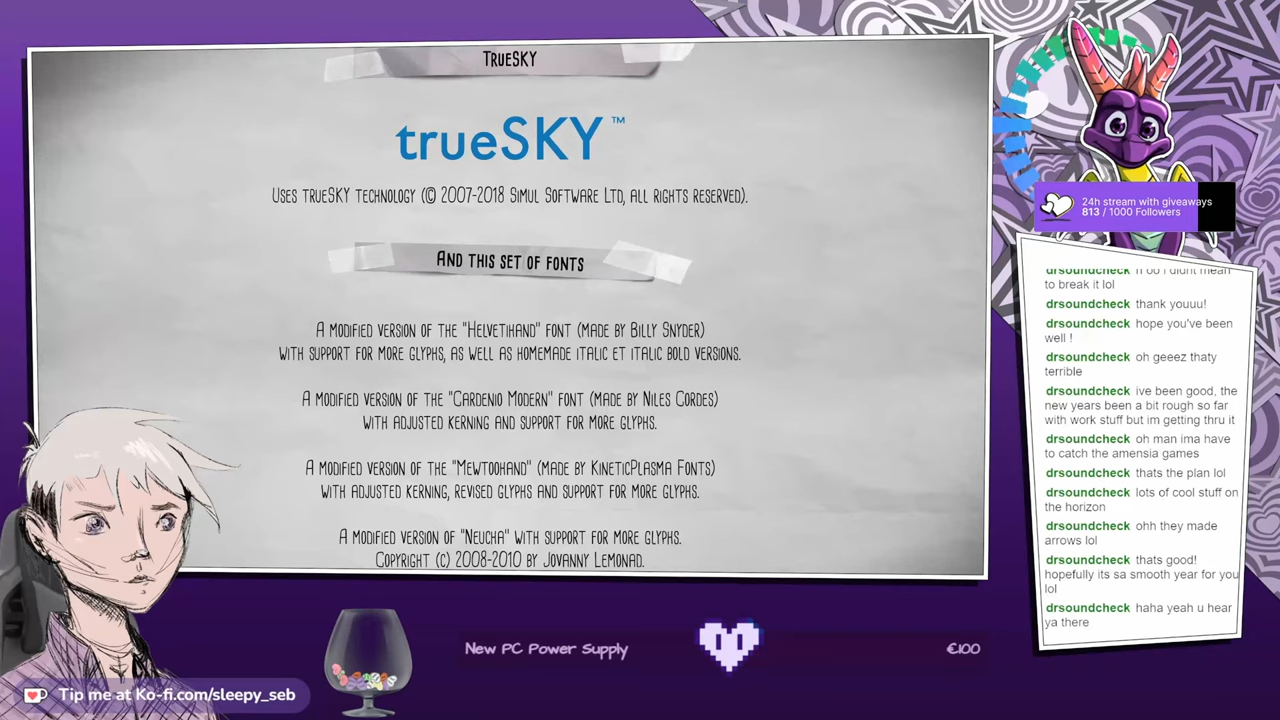 TrueSKY
trueSKY™
Uses trueSKY technology (© 2007-2018 Simul Software Ltd, all rights reserved).
And this set of fonts
A modified version of the "Helvetihand" font (made by Billy Snyder)
with support for more glyphs, as well as homemade italic et italic bold versions.
A modified version of the "Cardenio Modern" font (made by Niles Cordes)
with adjusted kerning and support for more glyphs.
A modified version of the "Mewtoohand" (made by KineticPlasma Fonts)
with adjusted kerning, revised glyphs and support for more glyphs.
A modified version of "Neucha" with support for more glyphs.
Copyright (c) 2008-2010 by Jovanny Lemonad.
24h stream with giveaways
813 / 1000 Followers
drsoundcheck
to break it lol
drsoundcheck thank youuu!
drsoundcheck hope you've been
well !
drsoundcheck oh geeez thaty
terrible
drsoundcheck ive been good, the
new years been a bit rough so far
with work stuff but im getting thru it
drsoundcheck oh man ima have
to catch the amensia games
drsoundcheck thats the plan lol
drsoundcheck lots of cool stuff on
the horizon
drsoundcheck ohh they made
arrows lol
drsoundcheck thats good!
hopefully its sa smooth year for you
lol
drsoundcheck haha yeah u hear
ya there
New PC Power Supply
€100
Tip me at Ko-fi.com/sleepy_seb